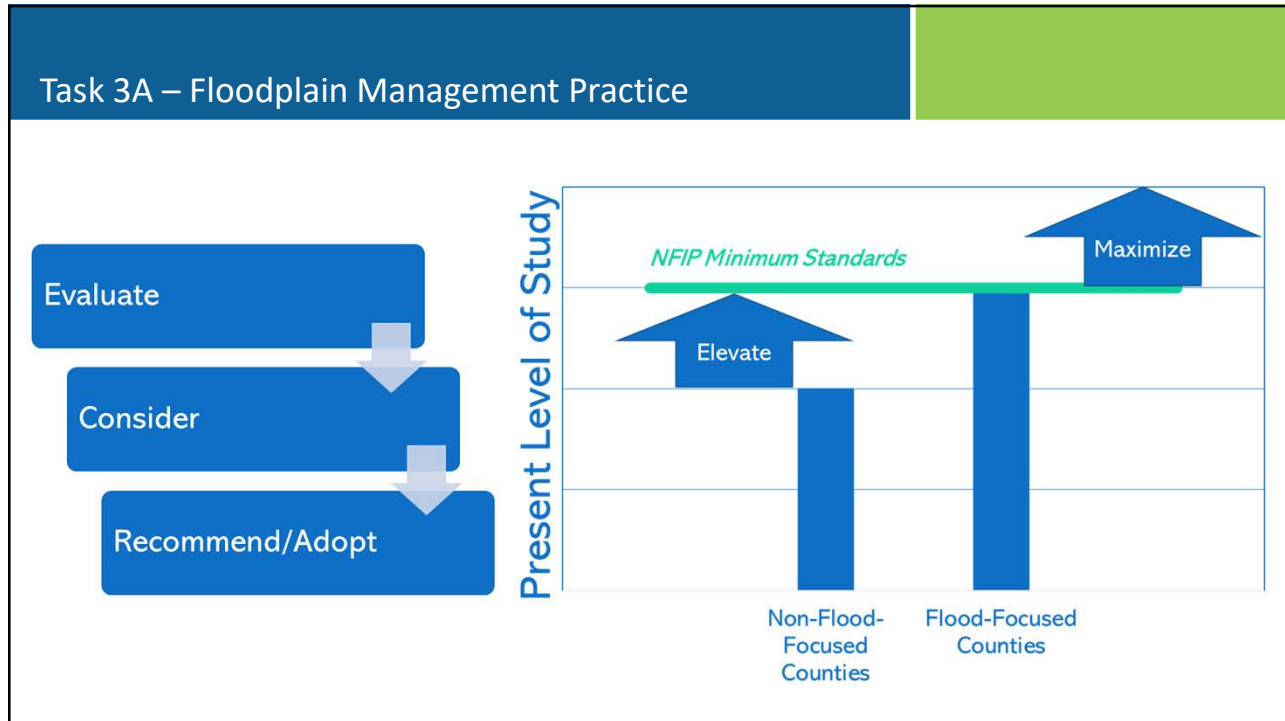 Task 3A – Floodplain Management Practice
Evaluate
Consider
Recommend/Adopt
Present Level of Study
NFIP Minimum Standards
Maximize
Elevate
Non-Flood-
Focused
Counties
Flood-Focused
Counties